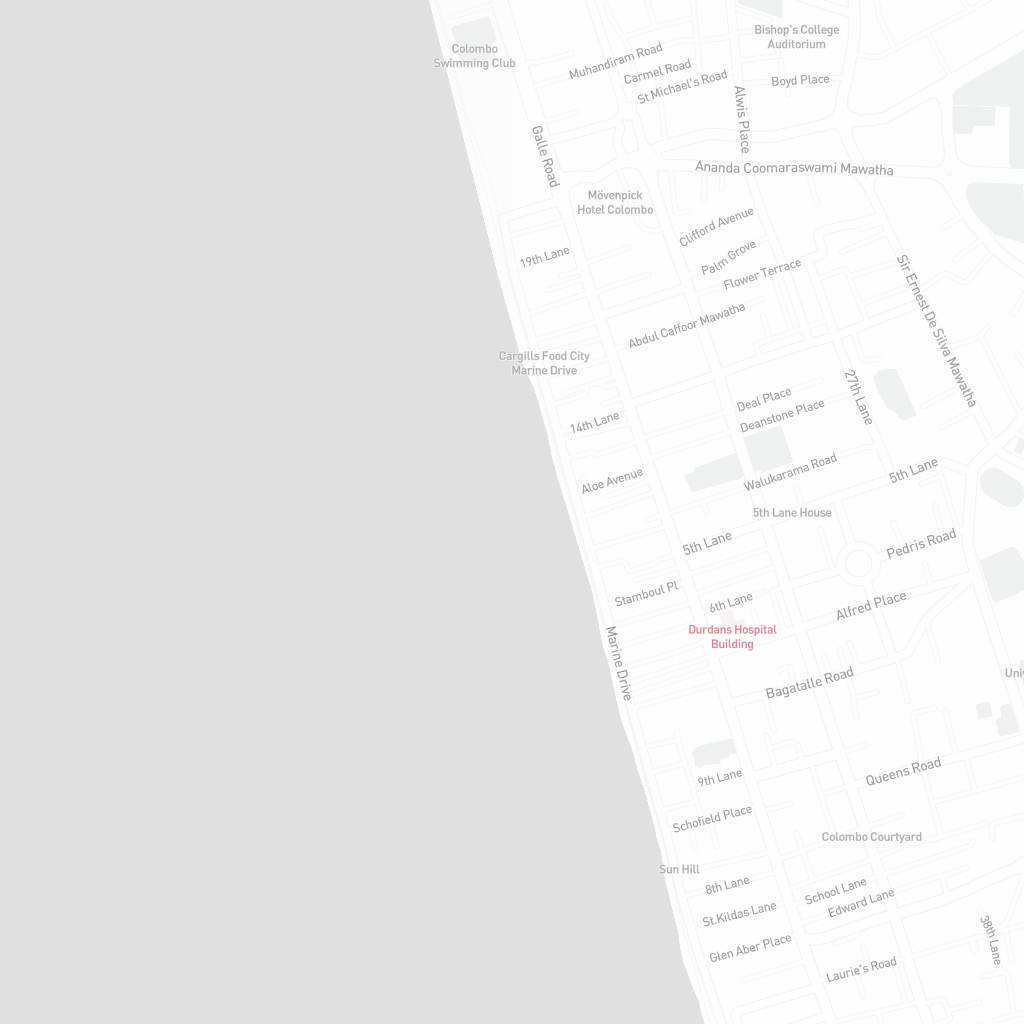 Bishop's College
Auditorium
Colombo
Swimming Club
Muhandiram Road
Carmel Road
St Michael's Road
Boyd Place
Alwis Place
Galle Road
Ananda Coomaraswami Mawatha
Mövenpick
Hotel Colombo
Clifford Avenue
19th Lane
Palm Grove
Flower Terrace
Sir Ernest De Silva Mawatha
Abdul Caffoor Mawatha
Cargills Food City
Marine Drive
27th Lane
Deal Place
Deanstone Place
14th Lane
Aloe Avenue
Walukarama Road
5th Lane
5th Lane House
5th Lane
Pedris Road
Stamboul Pl
6th Lane
Alfred Place
Durdans Hospital
Building
Marine Drive
Bagatalle Road
Univ
9th Lane
Queens Road
Schofield Place
Colombo Courtyard
Sun Hill
8th Lane
School Lane
Edward Lane
St.Kildas Lane
38th Lane
Glen Aber Place
Laurie's Road